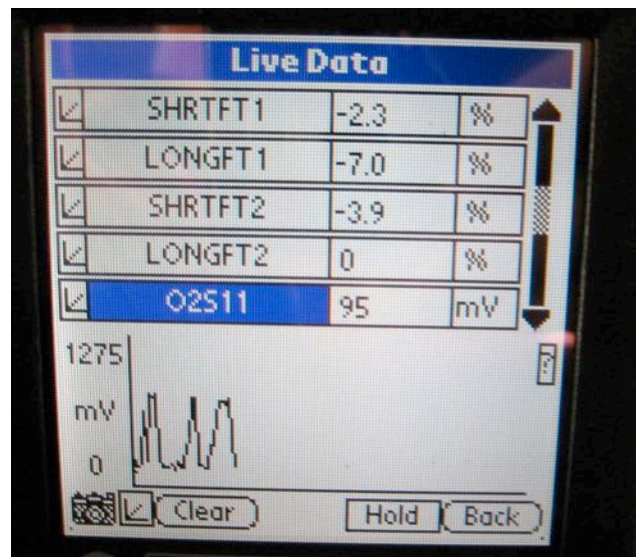 Live Data
SHRTFT1 -2.3 %
LONGFT1 -7.0 %
SHRTFT2 -3.9 %
LONGFT2 0 %
O2S11 95 mV
1275
?
mV
0
Clear Hold Back